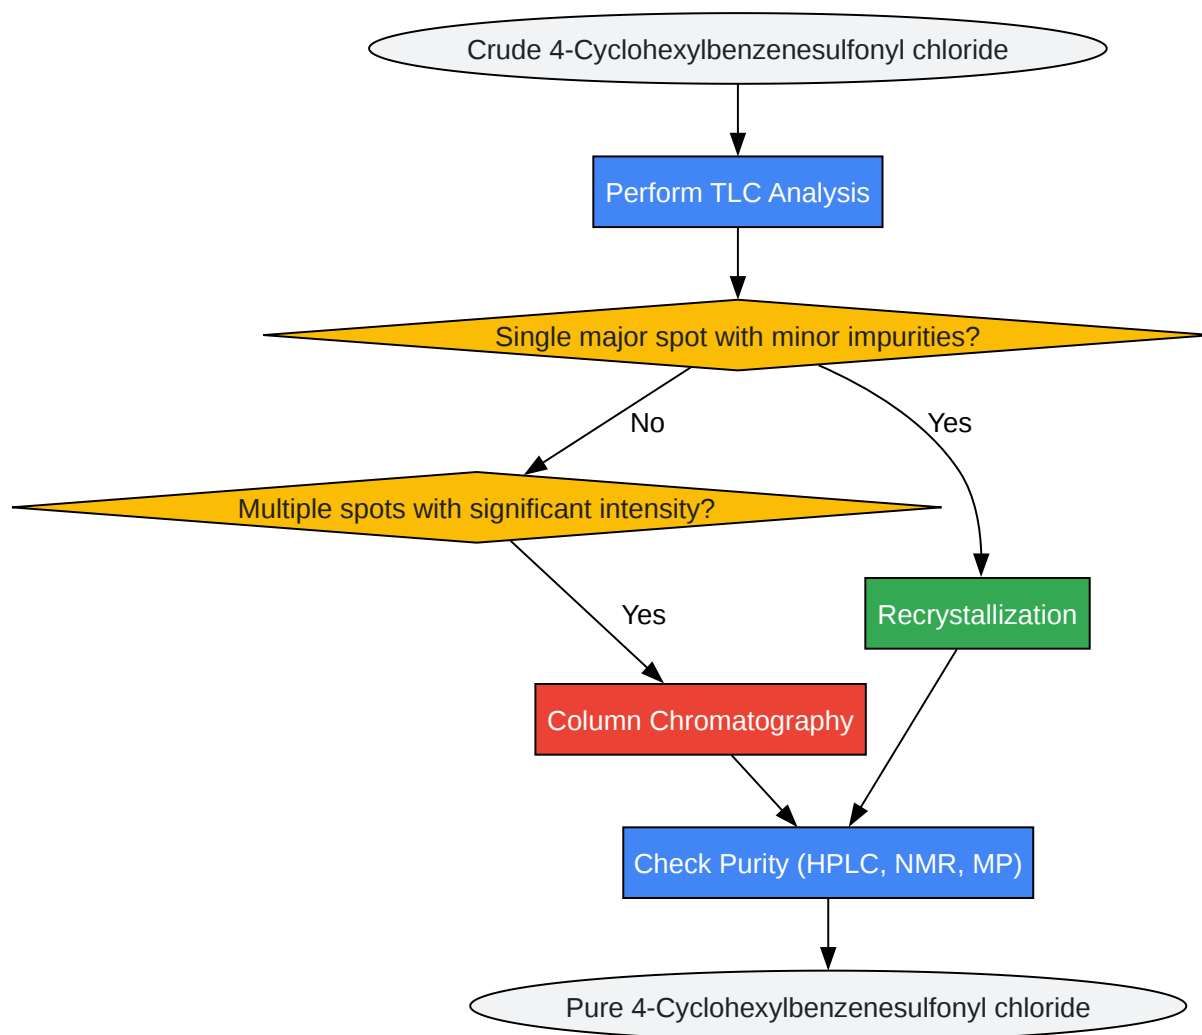 Crude 4-Cyclohexylbenzenesulfonyl chloride
Perform TLC Analysis
Single major spot with minor impurities?
No
Yes
Multiple spots with significant intensity?
Yes
Recrystallization
Column Chromatography
Check Purity (HPLC, NMR, MP)
Pure 4-Cyclohexylbenzenesulfonyl chloride